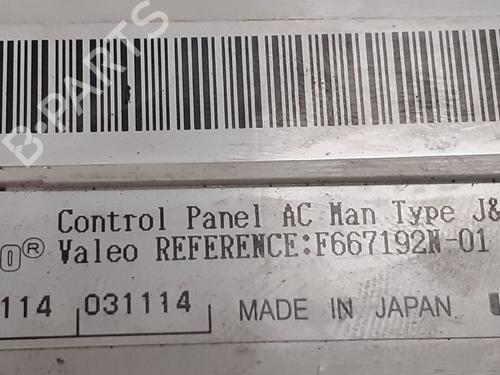 B-PARTS
Control Panel AC Man Type J&
® Valeo REFERENCE:F667192N-01
114 031114 MADE IN JAPAN